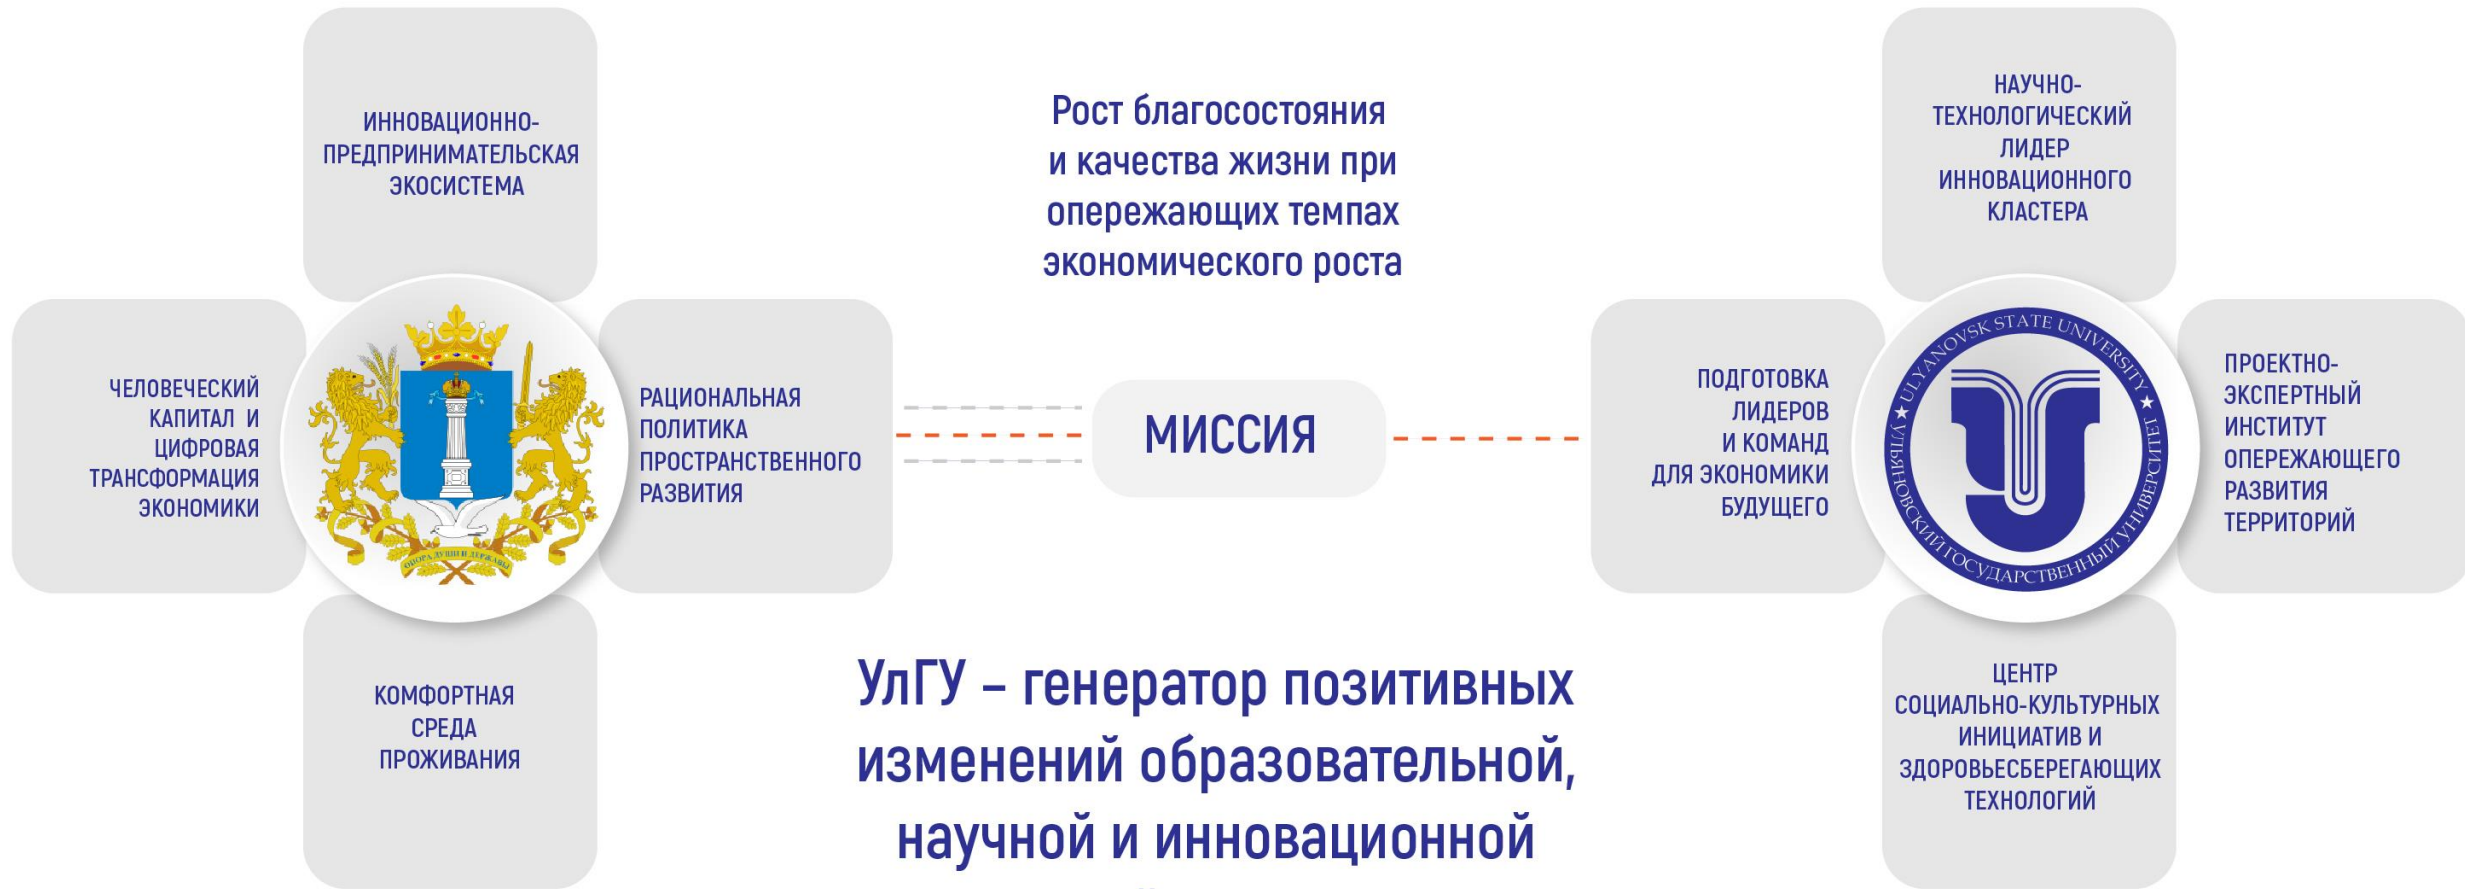 ИННОВАЦИОННО-
ПРЕДПРИНИМАТЕЛЬСКАЯ
ЭКОСИСТЕМА
ЧЕЛОВЕЧЕСКИЙ
КАПИТАЛ И
ЦИФРОВАЯ
ТРАНСФОРМАЦИЯ
ЭКОНОМИКИ
ОПОРА ДУШИ И ДЕРЖАВЫ
РАЦИОНАЛЬНАЯ
ПОЛИТИКА
ПРОСТРАНСТВЕННОГО
РАЗВИТИЯ
КОМФОРТНАЯ
СРЕДА
ПРОЖИВАНИЯ
Рост благосостояния
и качества жизни при
опережающих темпах
экономического роста
МИССИЯ
УлГУ – генератор позитивных
изменений образовательной,
научной и инновационной
НАУЧНО-
ТЕХНОЛОГИЧЕСКИЙ
ЛИДЕР
ИННОВАЦИОННОГО
КЛАСТЕРА
ПОДГОТОВКА
ЛИДЕРОВ
И КОМАНД
ДЛЯ ЭКОНОМИКИ
БУДУЩЕГО
ULYANOVSK STATE UNIVERSITY
УЛЬЯНОВСКИЙ ГОСУДАРСТВЕННЫЙ УНИВЕРСИТЕТ
ПРОЕКТНО-
ЭКСПЕРТНЫЙ
ИНСТИТУТ
ОПЕРЕЖАЮЩЕГО
РАЗВИТИЯ
ТЕРРИТОРИЙ
ЦЕНТР
СОЦИАЛЬНО-КУЛЬТУРНЫХ
ИНИЦИАТИВ И
ЗДОРОВЬЕСБЕРЕГАЮЩИХ
ТЕХНОЛОГИЙ